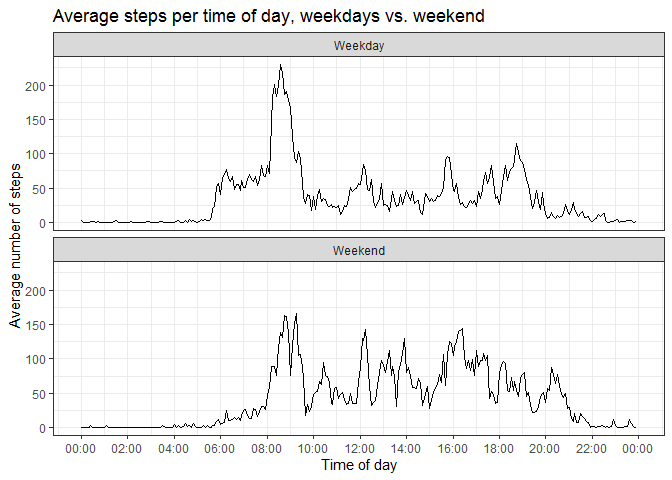 Average steps per time of day, weekdays vs. weekend
Weekday
200
150
100
50
0
Average number of steps
Weekend
200
150
100
50
0
00:00 02:00 04:00 06:00 08:00 10:00 12:00 14:00 16:00 18:00 20:00 22:00 00:00
Time of day